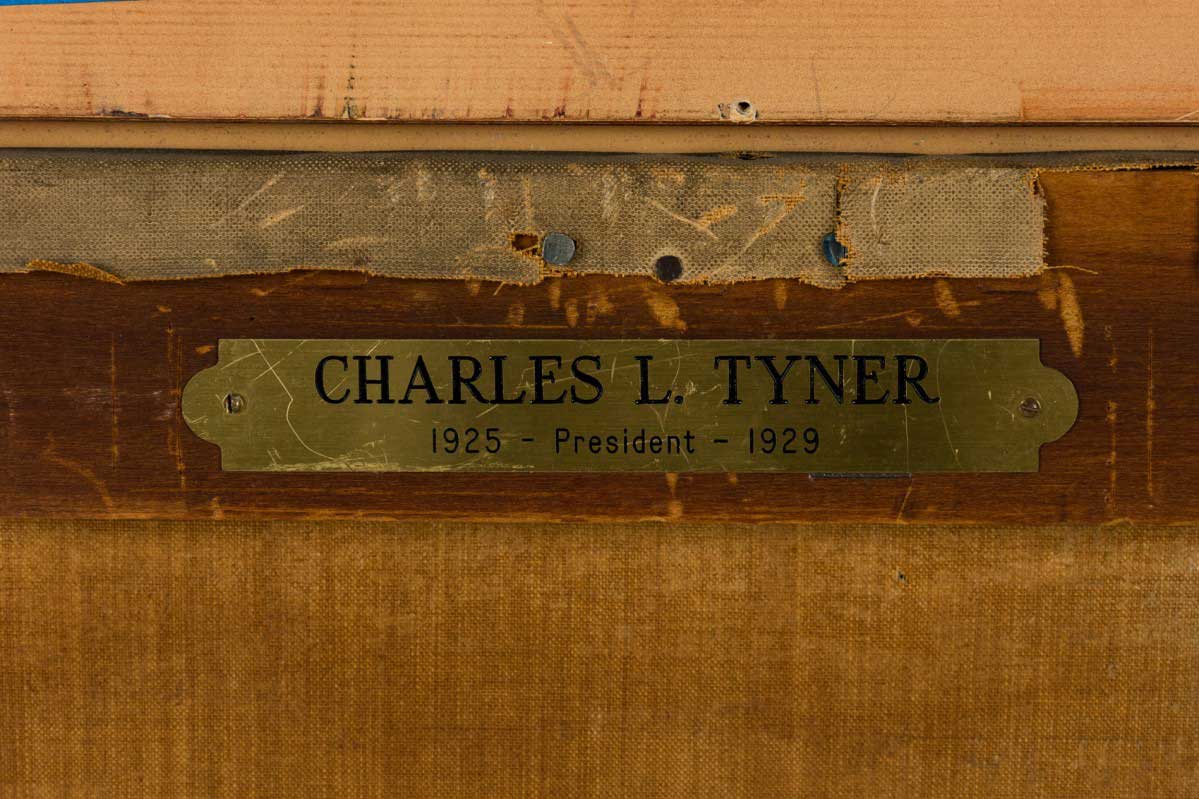 CHARLES L. TYNER
1925 - President - 1929